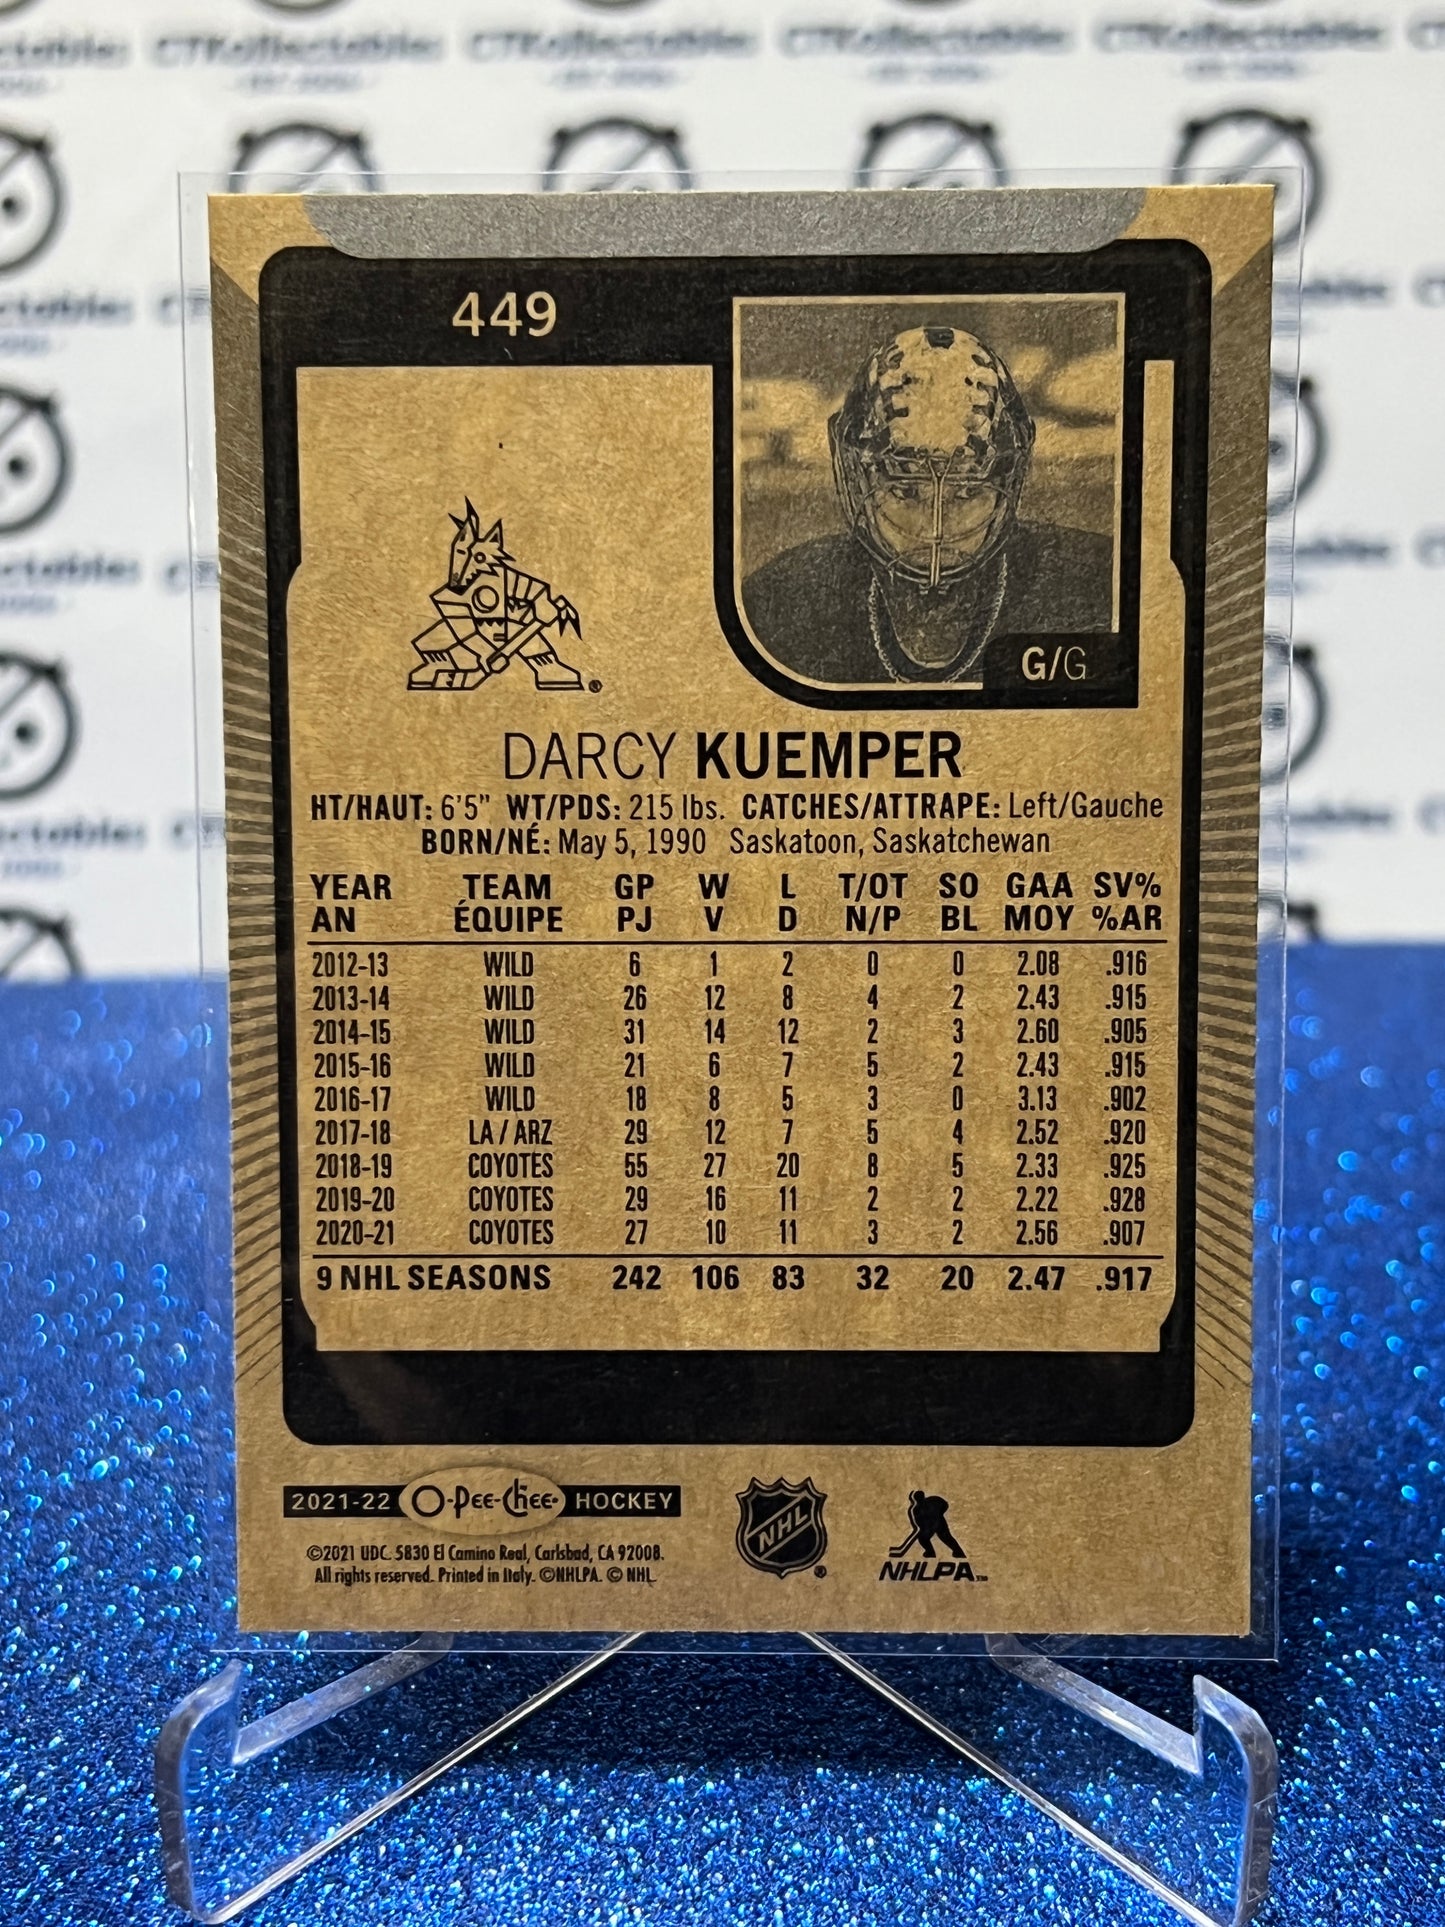 CTKollectables CTKollectables CTKollectables CTKollectables
449
G/G
DARCY KUEMPER
HT/HAUT: 6'5" WT/PDS: 215 lbs. CATCHES/ATTRAPE: Left/Gauche
BORN/NÉ: May 5, 1990 Saskatoon, Saskatchewan
YEAR TEAM GP W L T/OT SO GAA SV%
AN ÉQUIPE PJ V D N/P BL MOY %AR
2012-13 WILD 6 1 2 0 0 2.08 .916
2013-14 WILD 26 12 8 4 2 2.43 .915
2014-15 WILD 31 14 12 2 3 2.60 .905
2015-16 WILD 21 6 7 5 2 2.43 .915
2016-17 WILD 18 8 5 3 0 3.13 .902
2017-18 LA / ARZ 29 12 7 5 4 2.52 .920
2018-19 COYOTES 55 27 20 8 5 2.33 .925
2019-20 COYOTES 29 16 11 2 2 2.22 .928
2020-21 COYOTES 27 10 11 3 2 2.56 .907
9 NHL SEASONS 242 106 83 32 20 2.47 .917
2021-22 O-Pee-Chee HOCKEY
©2021 UDC. 5830 El Camino Real, Carlsbad, CA 92008.
All rights reserved. Printed in Italy. ©NHLPA. © NHL.
NHL ®
NHLPA™